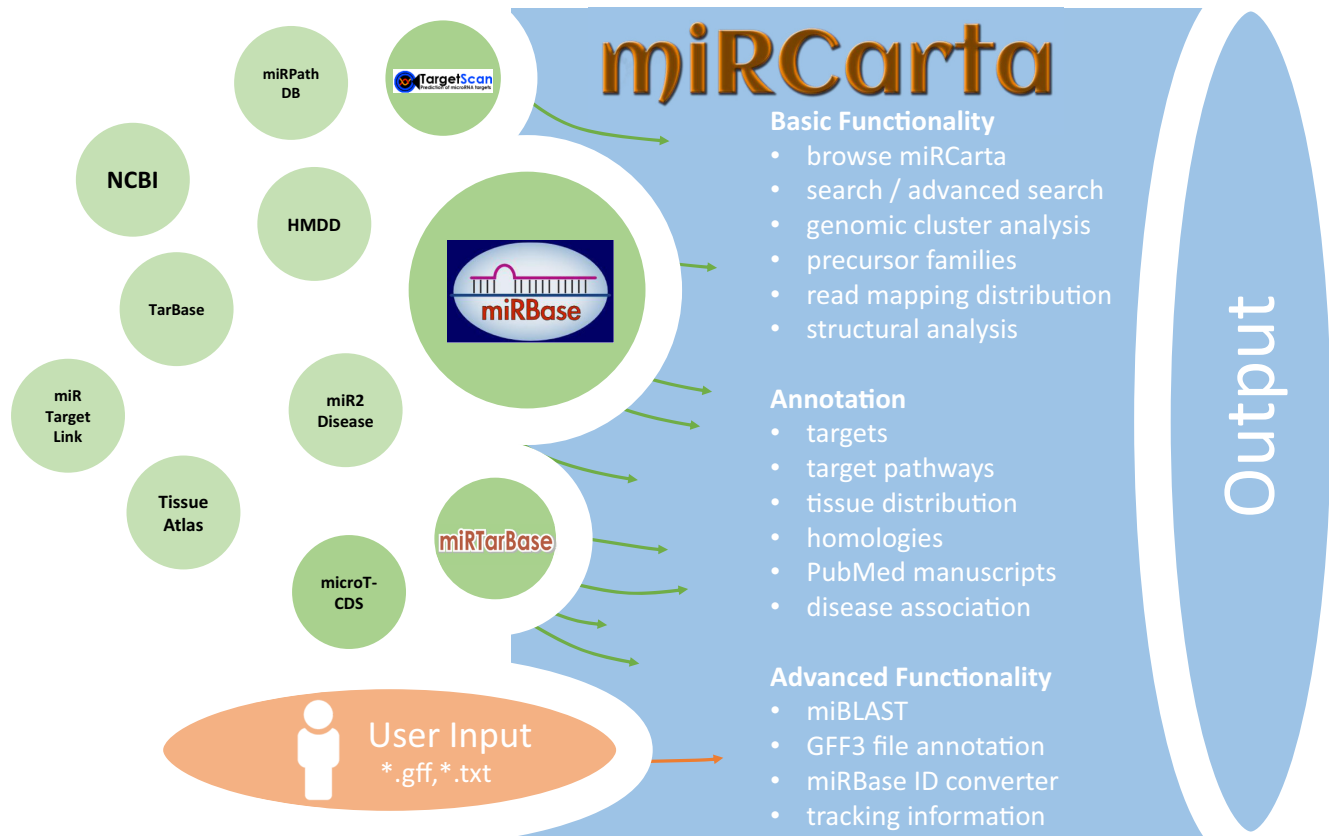 miRCarta
miRPath
DB
TargetScan
Prediction of microRNA targets
NCBI
HMDD
miRBase
TarBase
miR
Target
Link
miR2
Disease
Tissue
Atlas
miRTarBase
microT-
CDS
User Input
*.gff,*.txt
Basic Functionality
• browse miRCarta
• search / advanced search
• genomic cluster analysis
• precursor families
• read mapping distribution
• structural analysis
Annotation
• targets
• target pathways
• tissue distribution
• homologies
• PubMed manuscripts
• disease association
Advanced Functionality
• miBLAST
• GFF3 file annotation
• miRBase ID converter
• tracking information
Output